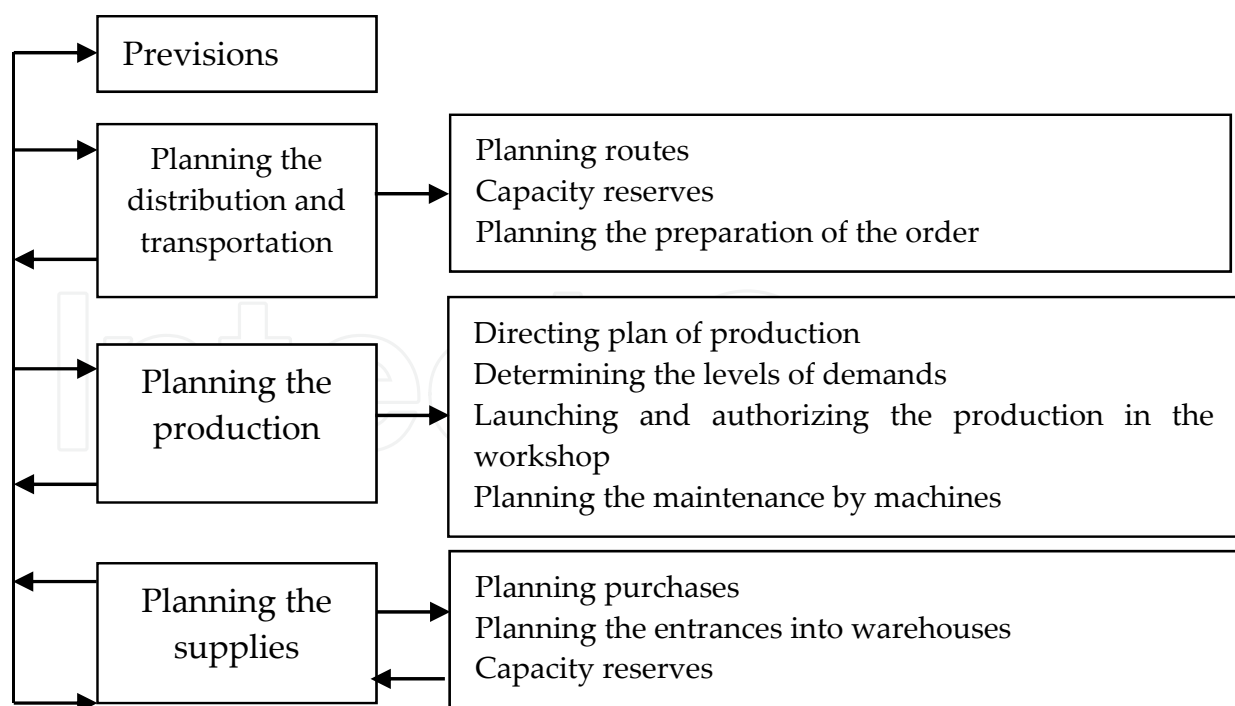 Previsions
Planning the
distribution and
transportation
Planning routes
Capacity reserves
Planning the preparation of the order
Planning the
production
Directing plan of production
Determining the levels of demands
Launching and authorizing the production in the
workshop
Planning the maintenance by machines
Planning the
supplies
Planning purchases
Planning the entrances into warehouses
Capacity reserves